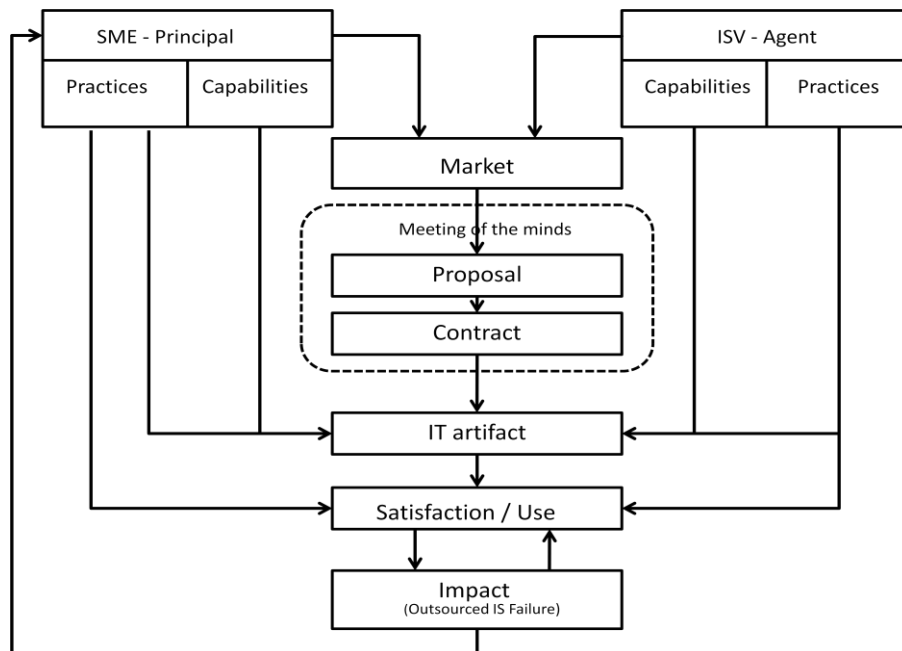 SME - Principal
ISV - Agent
Practices
Capabilities
Capabilities
Practices
Market
Meeting of the minds
Proposal
Contract
IT artifact
Satisfaction / Use
Impact
(Outsourced IS Failure)